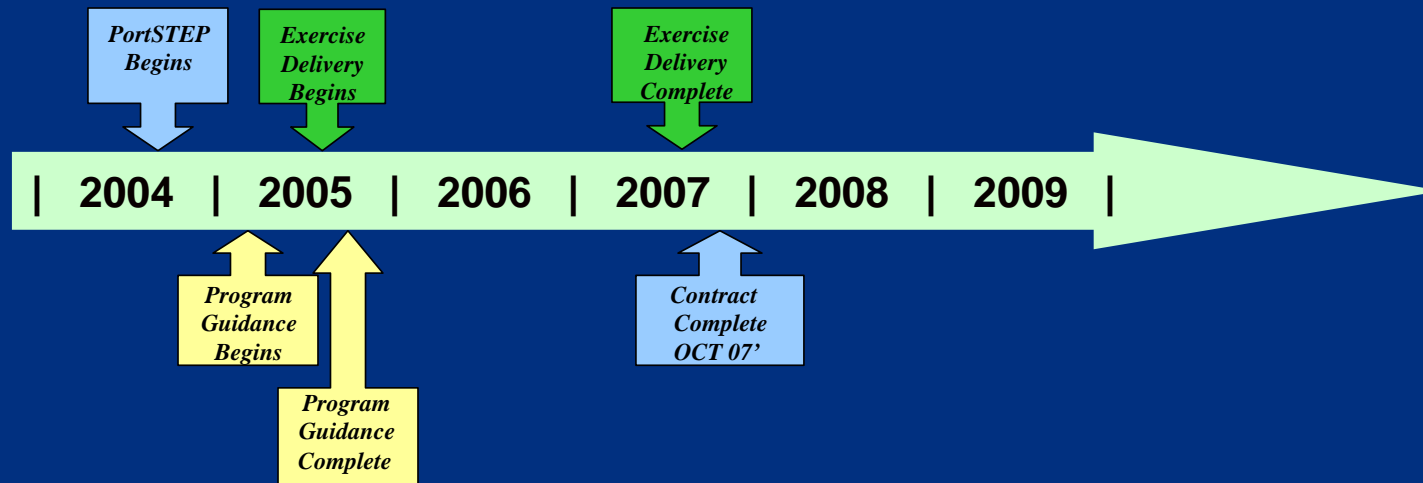 PortSTEP
Begins
Exercise
Delivery
Begins
Exercise
Delivery
Complete
| 2004 | 2005 | 2006 | 2007 | 2008 | 2009 |
Program
Guidance
Begins
Program
Guidance
Complete
Contract
Complete
OCT 07’